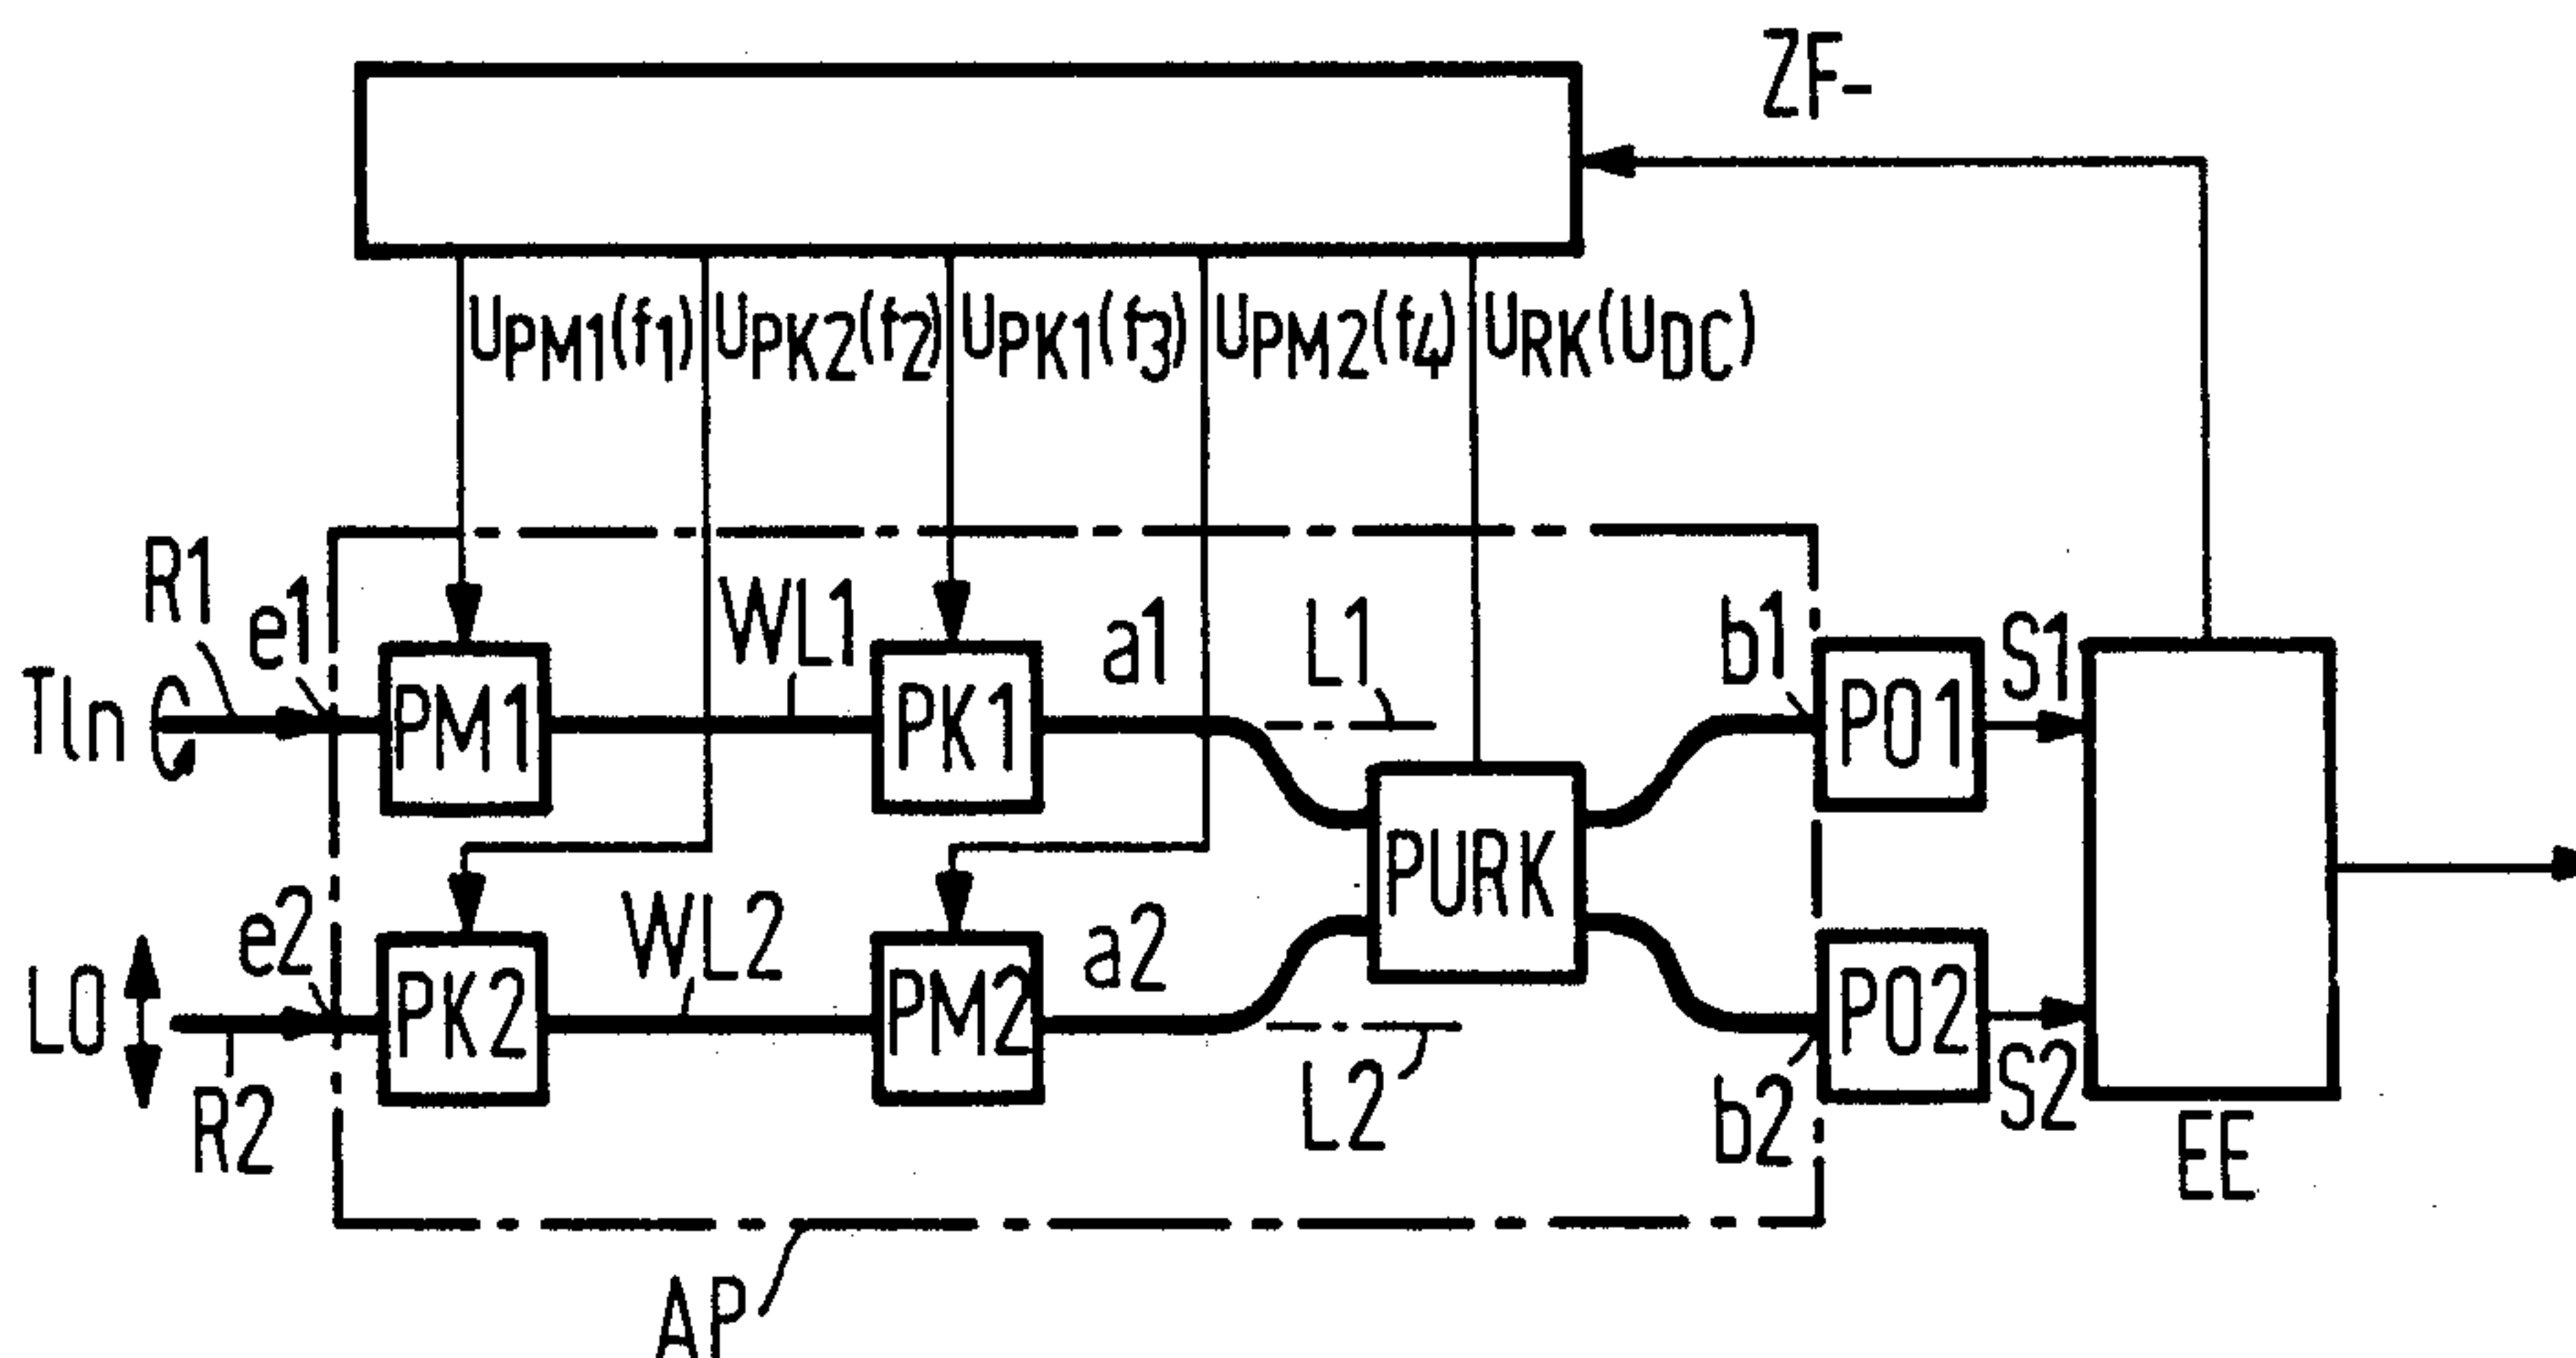 ZF-
UPM1(f1) UPK2(f2) UPK1(f3) UPM2(f4) URK(UDC)
R1 e1 WL1 a1 L1 b1 S1
Tln PM1 PK1 PO1
PURK
LO e2 WL2 a2
PK2 PM2 PO2
R2 L2 b2 S2
EE
AP